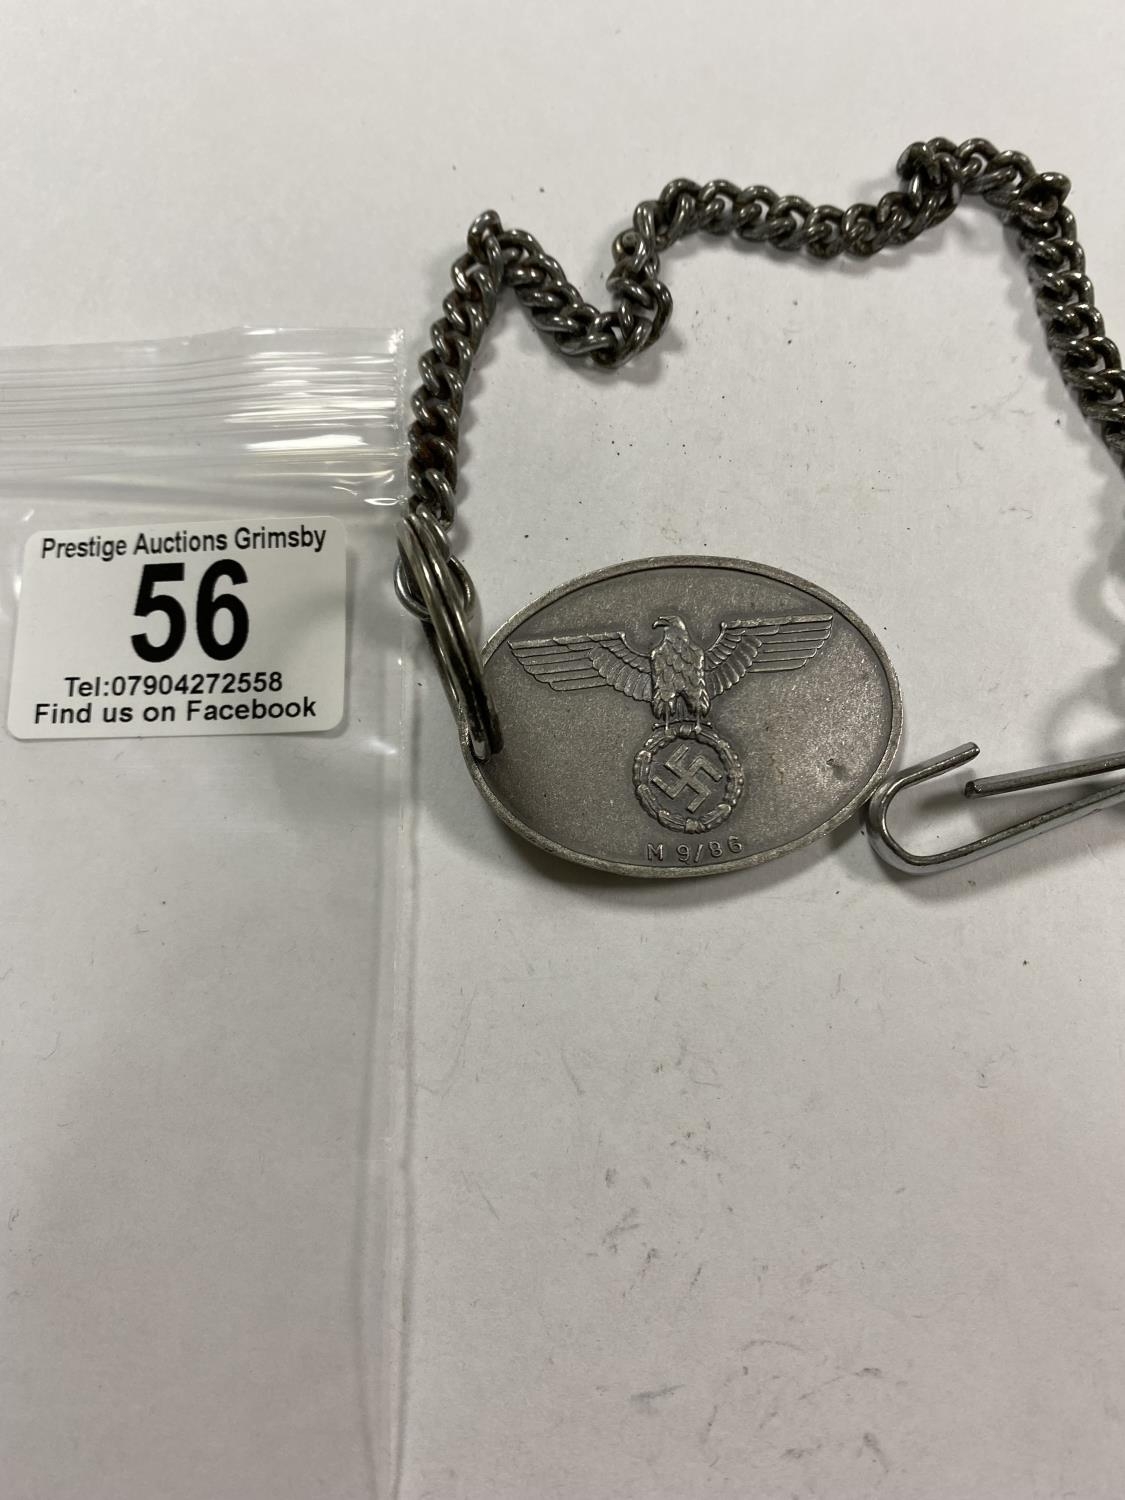 Prestige Auctions Grimsby
56
Tel:07904272558
Find us on Facebook
M 9/86